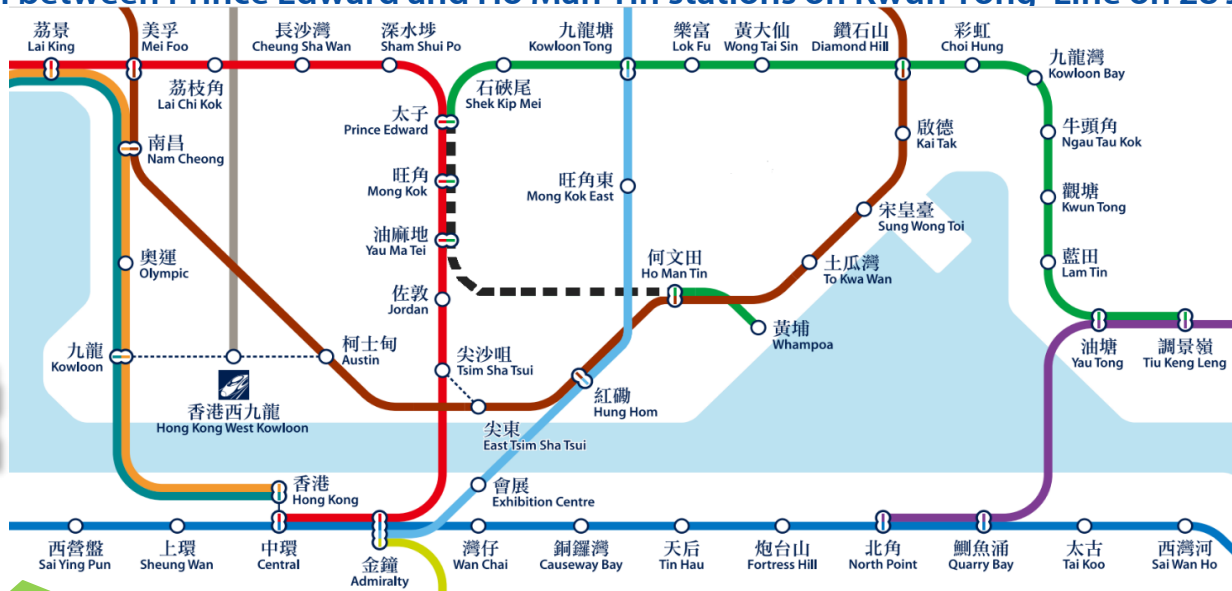 between Prince Edward and Ho Man Tin stations on Kwun Tong Line on
荔景
Lai King
美孚
Mei Foo
長沙灣
Cheung Sha Wan
深水埗
Sham Shui Po
九龍塘
Kowloon Tong
樂富
Lok Fu
黃大仙
Wong Tai Sin
鑽石山
Diamond Hill
彩虹
Choi Hung
九龍灣
Kowloon Bay
荔枝角
Lai Chi Kok
石硤尾
Shek Kip Mei
太子
Prince Edward
南昌
Nam Cheong
啟德
Kai Tak
牛頭角
Ngau Tau Kok
旺角
Mong Kok
旺角東
Mong Kok East
觀塘
Kwun Tong
宋皇臺
Sung Wong Toi
油麻地
Yau Ma Tei
奧運
Olympic
何文田
Ho Man Tin
土瓜灣
To Kwa Wan
藍田
Lam Tin
佐敦
Jordan
黃埔
Whampoa
九龍
Kowloon
柯士甸
Austin
尖沙咀
Tsim Sha Tsui
油塘
Yau Tong
調景嶺
Tiu Keng Leng
香港西九龍
Hong Kong West Kowloon
紅磡
Hung Hom
尖東
East Tsim Sha Tsui
香港
Hong Kong
會展
Exhibition Centre
西營盤
Sai Ying Pun
上環
Sheung Wan
中環
Central
金鐘
Admiralty
灣仔
Wan Chai
銅鑼灣
Causeway Bay
天后
Tin Hau
炮台山
Fortress Hill
北角
North Point
鰂魚涌
Quarry Bay
太古
Tai Koo
西灣河
Sai Wan Ho